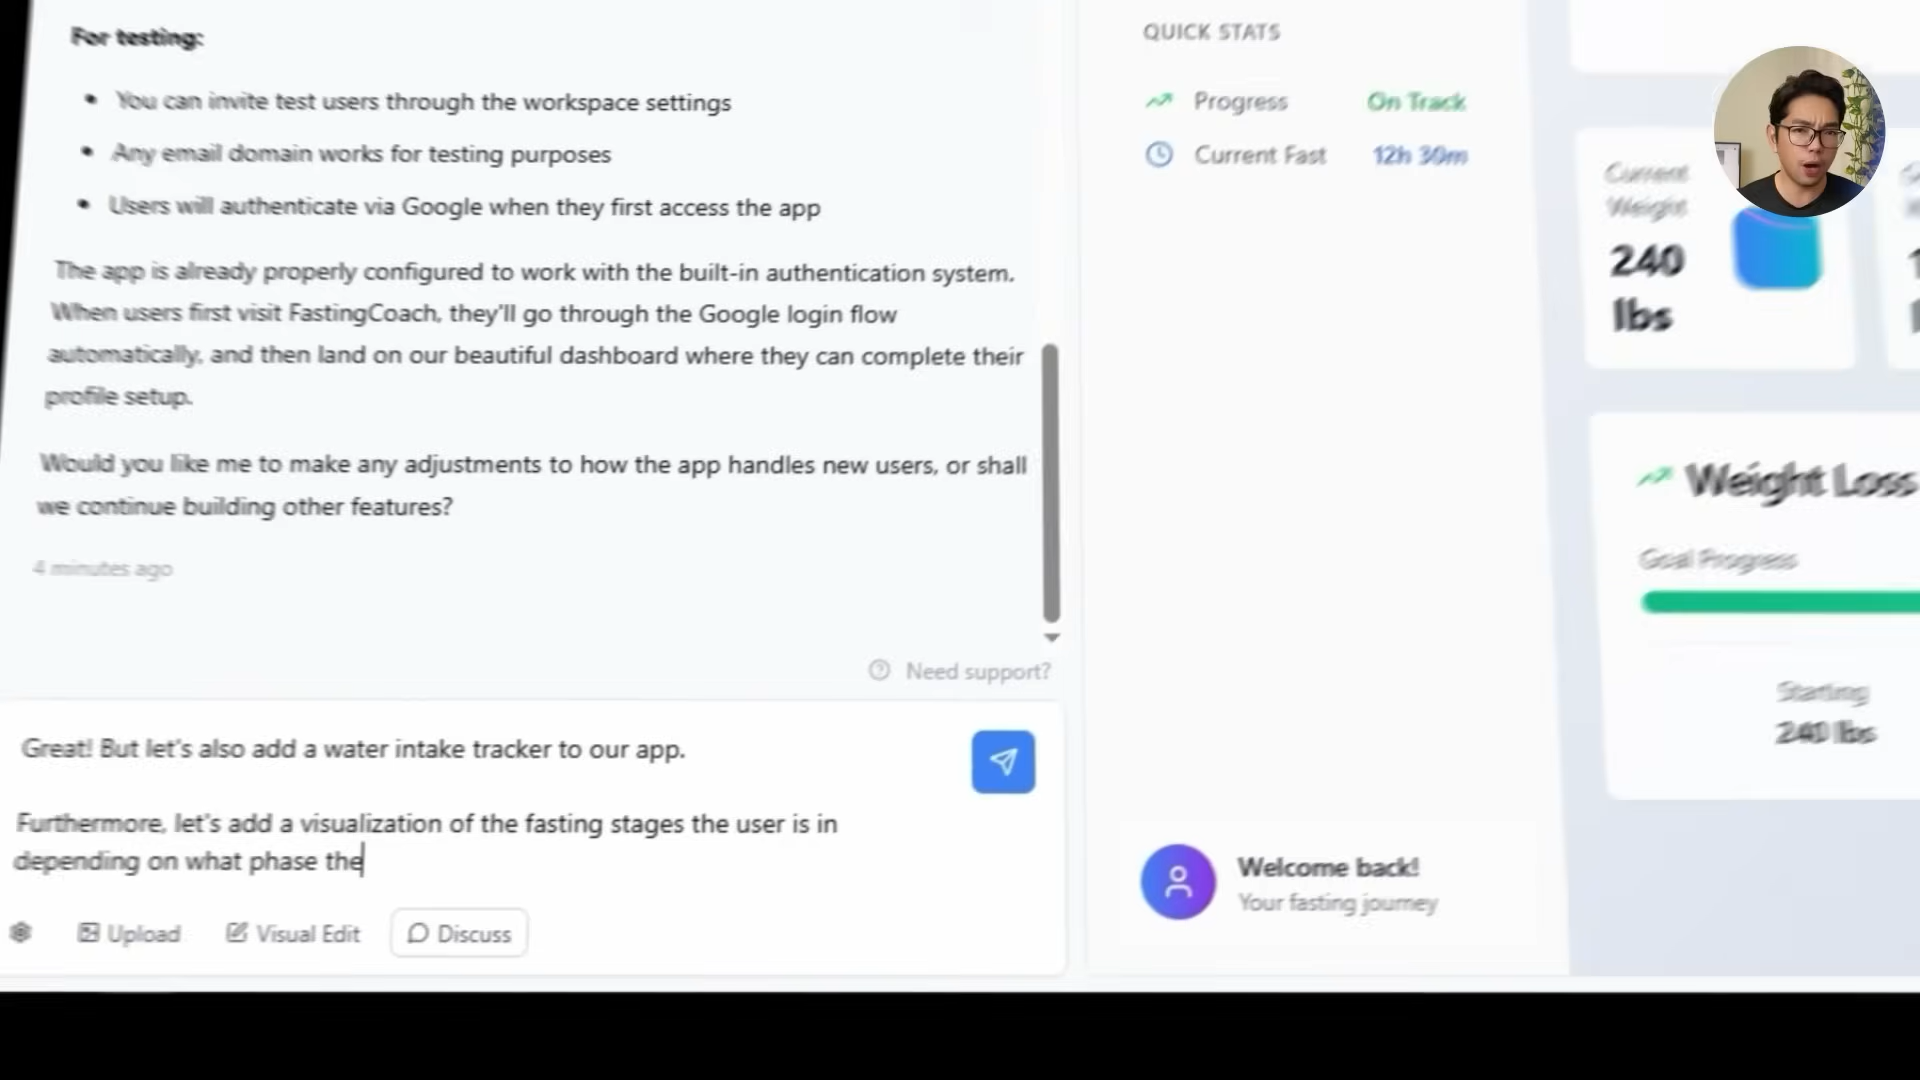 For testing:
You can invite test users through the workspace settings
Any email domain works for testing purposes
Users will authenticate via Google when they first access the app
The app is already properly configured to work with the built-in authentication system.
When users first visit FastingCoach, they'll go through the Google login flow
automatically, and then land on our beautiful dashboard where they can complete their
profile setup.
Would you like me to make any adjustments to how the app handles new users, or shall
we continue building other features?
4 minutes ago
Need support?
Great! But let's also add a water intake tracker to our app.
Furthermore, let's add a visualization of the fasting stages the user is in
depending on what phase the
Upload
Visual Edit
Discuss
QUICK STATS
Progress
On Track
Current Fast
12h 30m
Welcome back!
Your fasting journey
Current
Weight
240
lbs
Weight Loss
Goal Progress
Starting
240 lbs